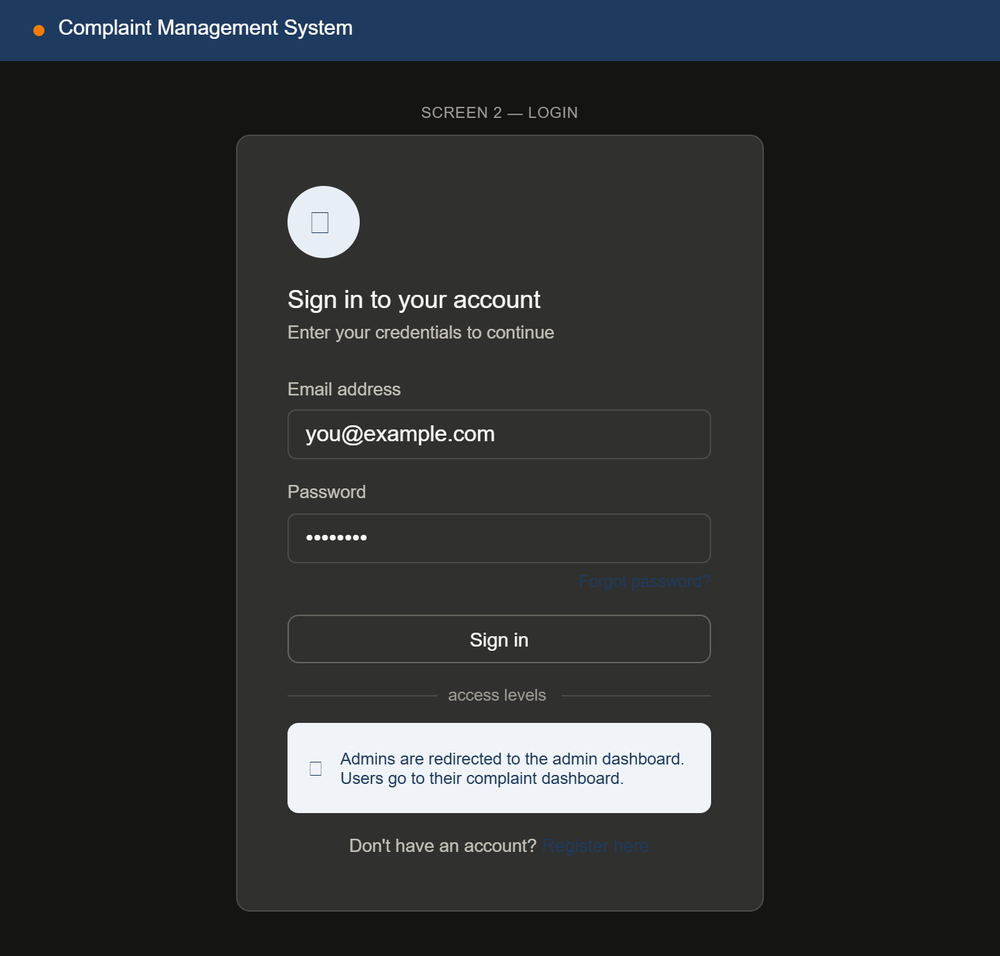 Complaint Management System
SCREEN 2 — LOGIN
Sign in to your account
Enter your credentials to continue
Email address
you@example.com
Password
••••••••
Forgot password?
Sign in
access levels
Admins are redirected to the admin dashboard.
Users go to their complaint dashboard.
Don't have an account? Register here